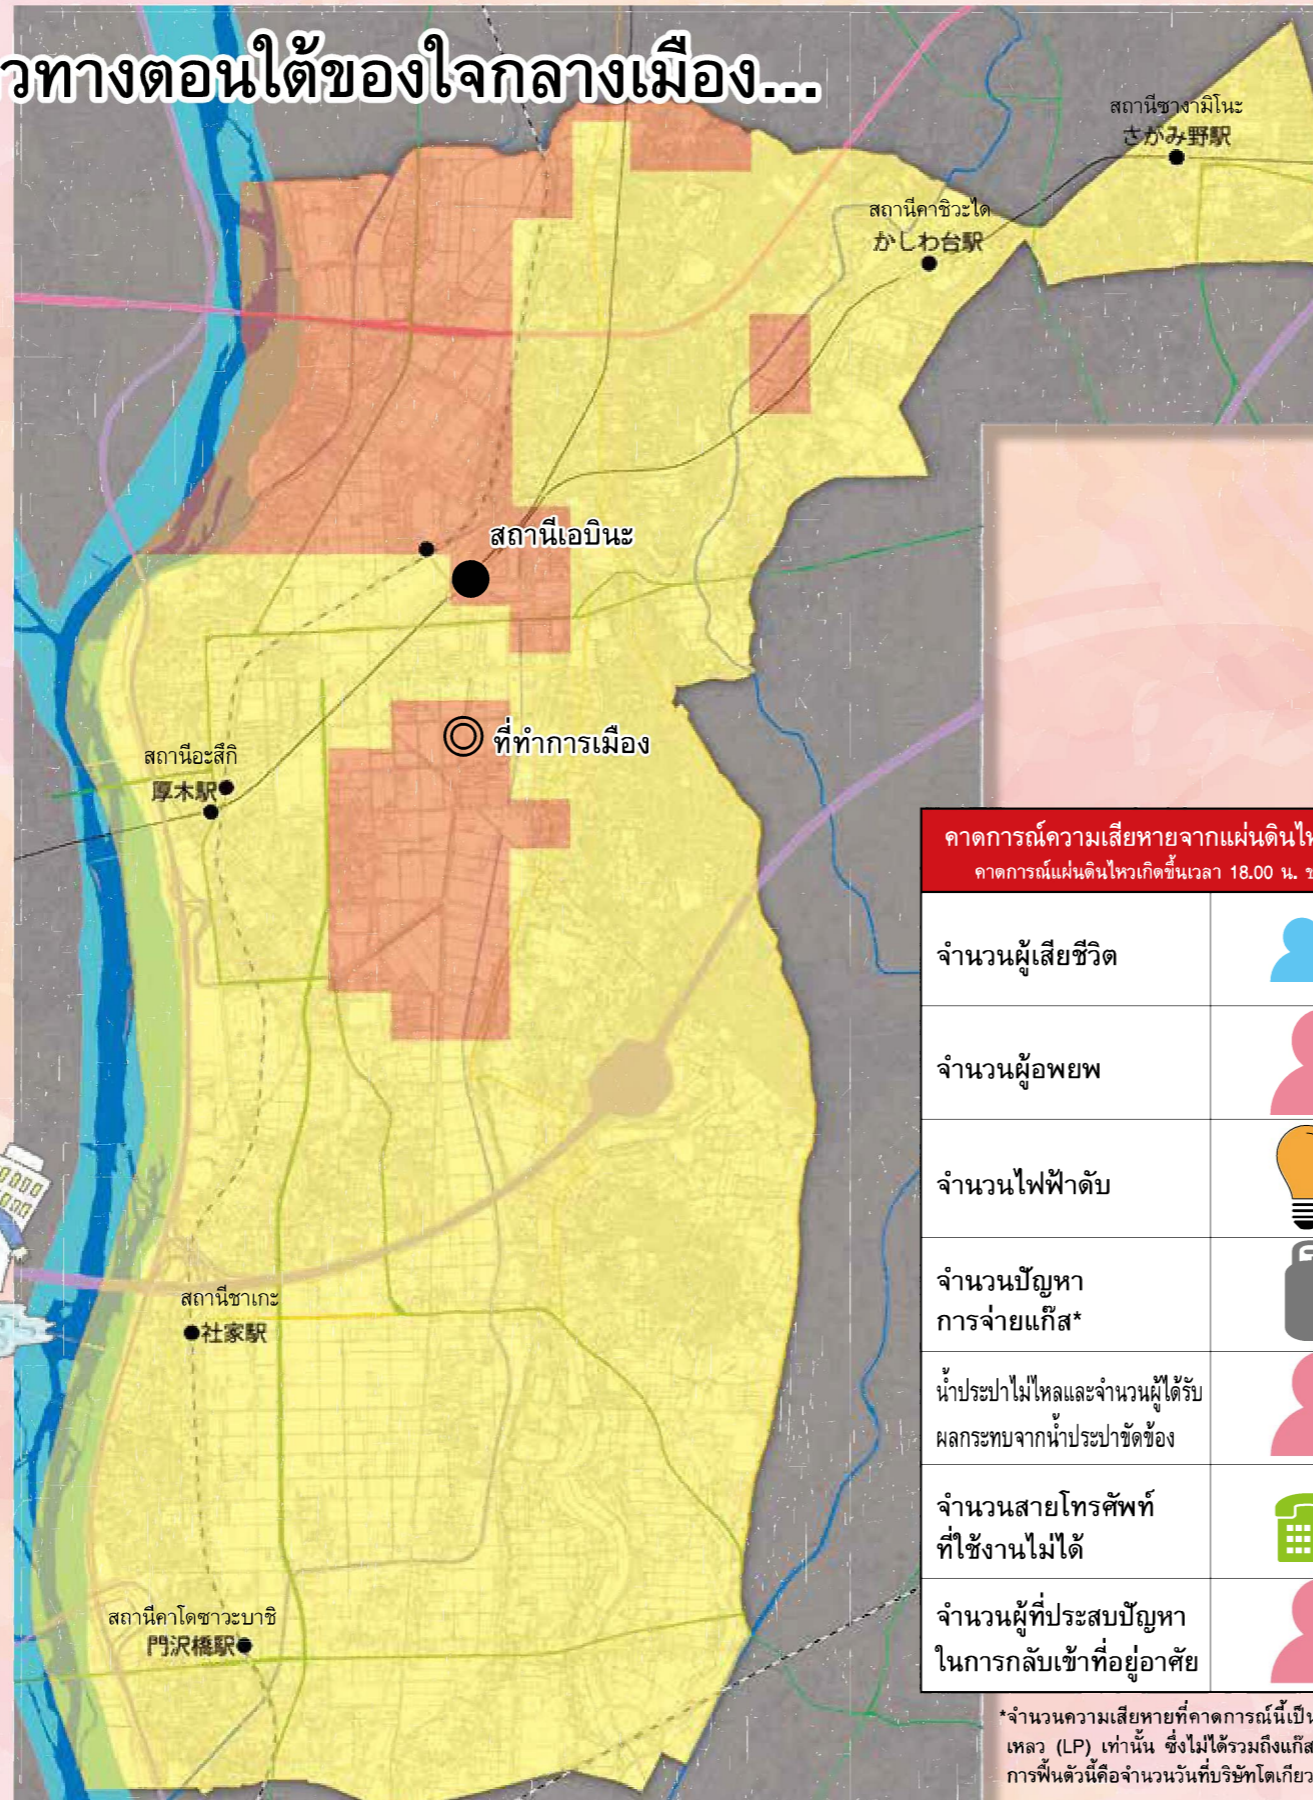 วทางตอนใต้ของใจกลางเมือง...
สถานีซางามิโนะ
さがみ野駅
สถานีคาชิวะได
かしわ台駅
สถานีเอบินะ
ที่ทำการเมือง
สถานีอะสึกิ
厚木駅
สถานีชาเกะ
社家駅
สถานีคาโดซาวะบาชิ
門沢橋駅
คาดการณ์ความเสียหายจากแผ่นดินไห
คาดการณ์แผ่นดินไหวเกิดขึ้นเวลา 18.00 น. ข
จำนวนผู้เสียชีวิต
จำนวนผู้อพยพ
จำนวนไฟฟ้าดับ
จำนวนปัญหา
การจ่ายแก๊ส*
น้ำประปาไม่ไหลและจำนวนผู้ได้รับ
ผลกระทบจากน้ำประปาขัดข้อง
จำนวนสายโทรศัพท์
ที่ใช้งานไม่ได้
จำนวนผู้ที่ประสบปัญหา
ในการกลับเข้าที่อยู่อาศัย
*จำนวนความเสียหายที่คาดการณ์นี้เป็น
เหลว (LP) เท่านั้น ซึ่งไม่ได้รวมถึงแก๊ส
การฟื้นตัวนี้คือจำนวนวันที่บริษัทโตเกียว